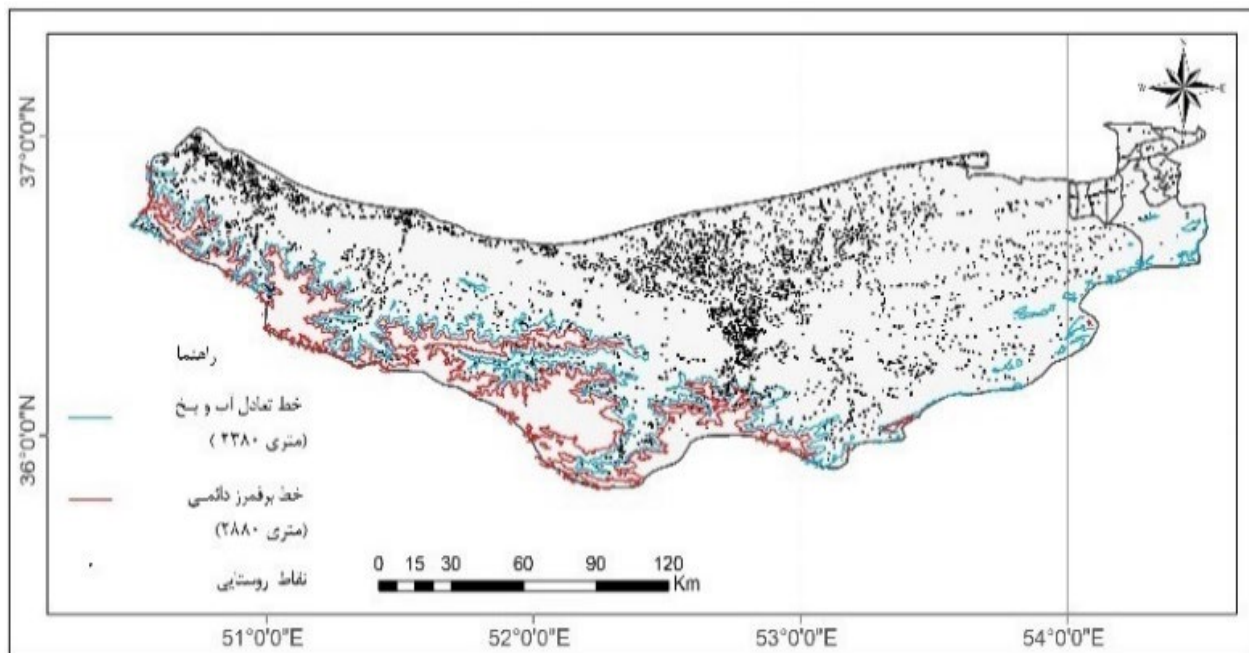 N
W E
37°0'0"N
36°0'0"N
راهنما
خط تعادل آب و یخ
(متری ۲۳۸۰ )
خط برفمرز دائمی
(متری ۲۸۸۰)
نقاط روستایی
0 15 30 60 90 120
Km
51°0'0"E 52°0'0"E 53°0'0"E 54°0'0"E